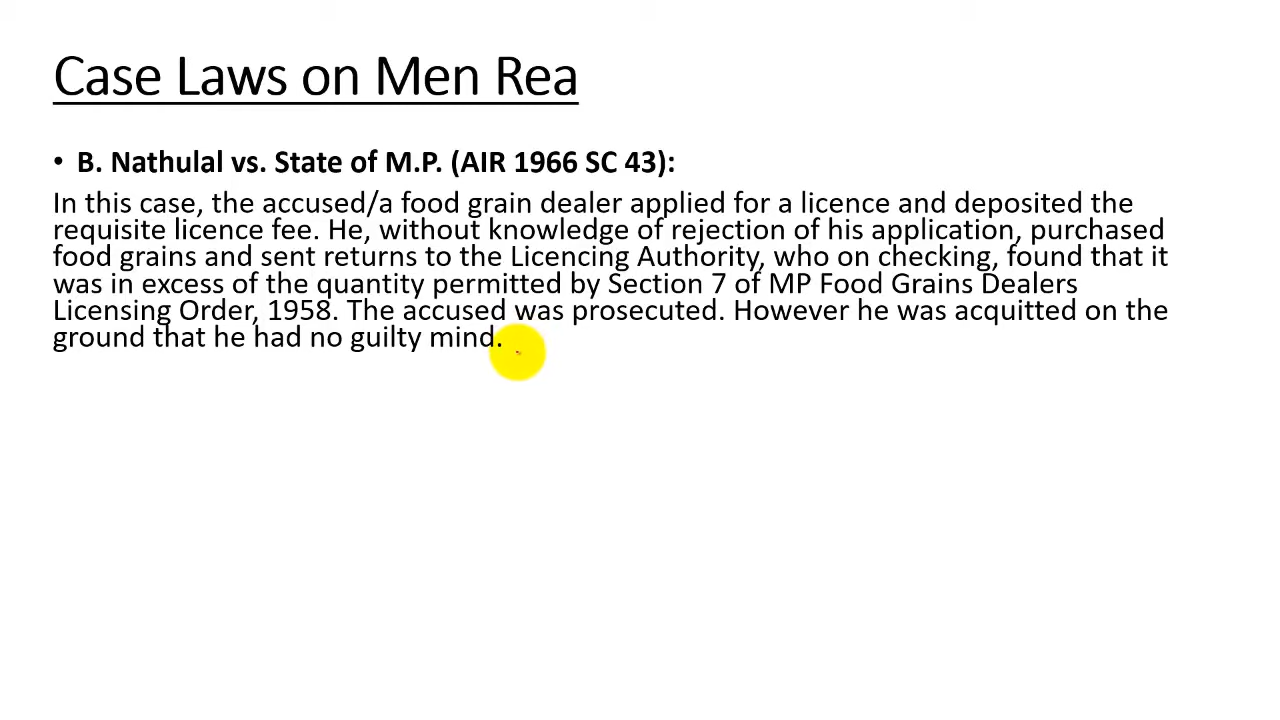 Case Laws on Men Rea
• B. Nathulal vs. State of M.P. (AIR 1966 SC 43):
In this case, the accused/a food grain dealer applied for a licence and deposited the
requisite licence fee. He, without knowledge of rejection of his application, purchased
food grains and sent returns to the Licencing Authority, who on checking, found that it
was in excess of the quantity permitted by Section 7 of MP Food Grains Dealers
Licensing Order, 1958. The accused was prosecuted. However he was acquitted on the
ground that he had no guilty mind.